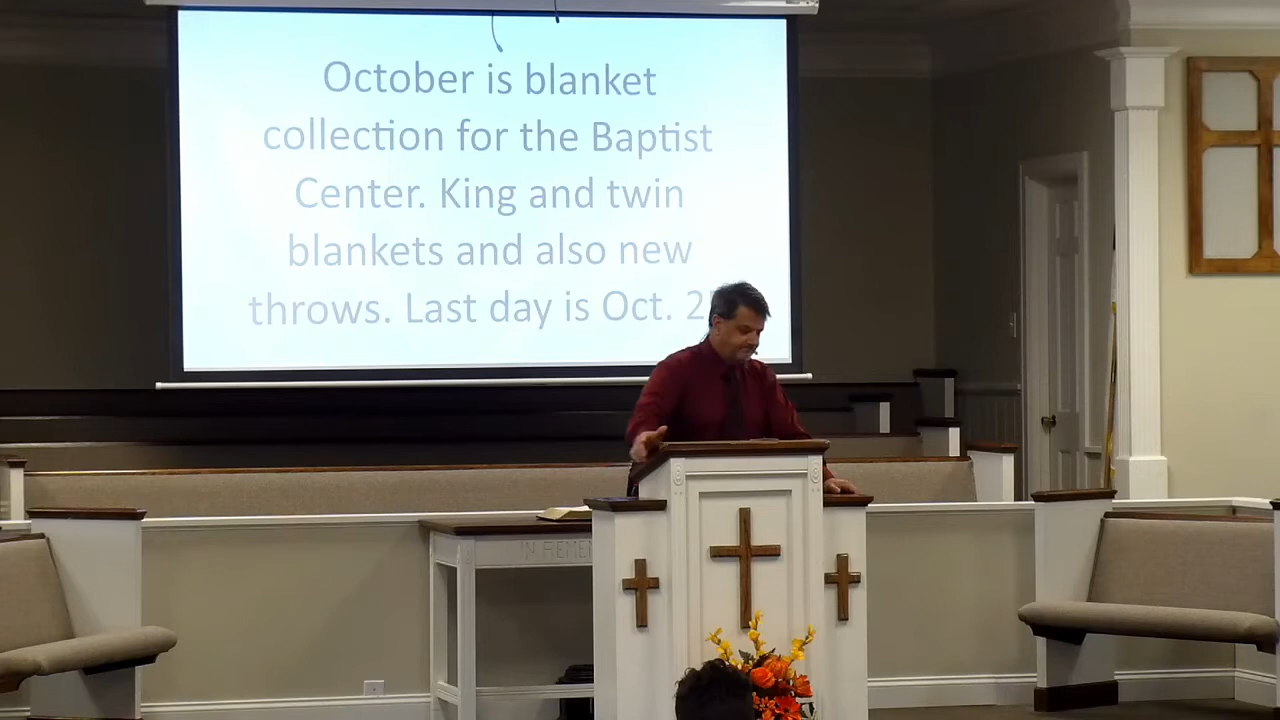 October is blanket
collection for the Baptist
Center. King and twin
blankets and also new
throws. Last day is Oct.
IN